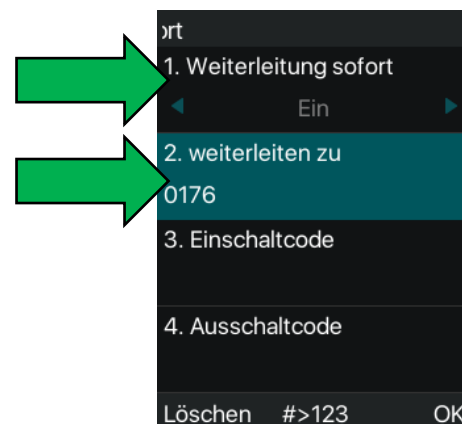 ort
1. Weiterleitung sofort
Ein
2. weiterleiten zu
0176
3. Einschaltcode
4. Ausschaltcode
Löschen #>123 OK